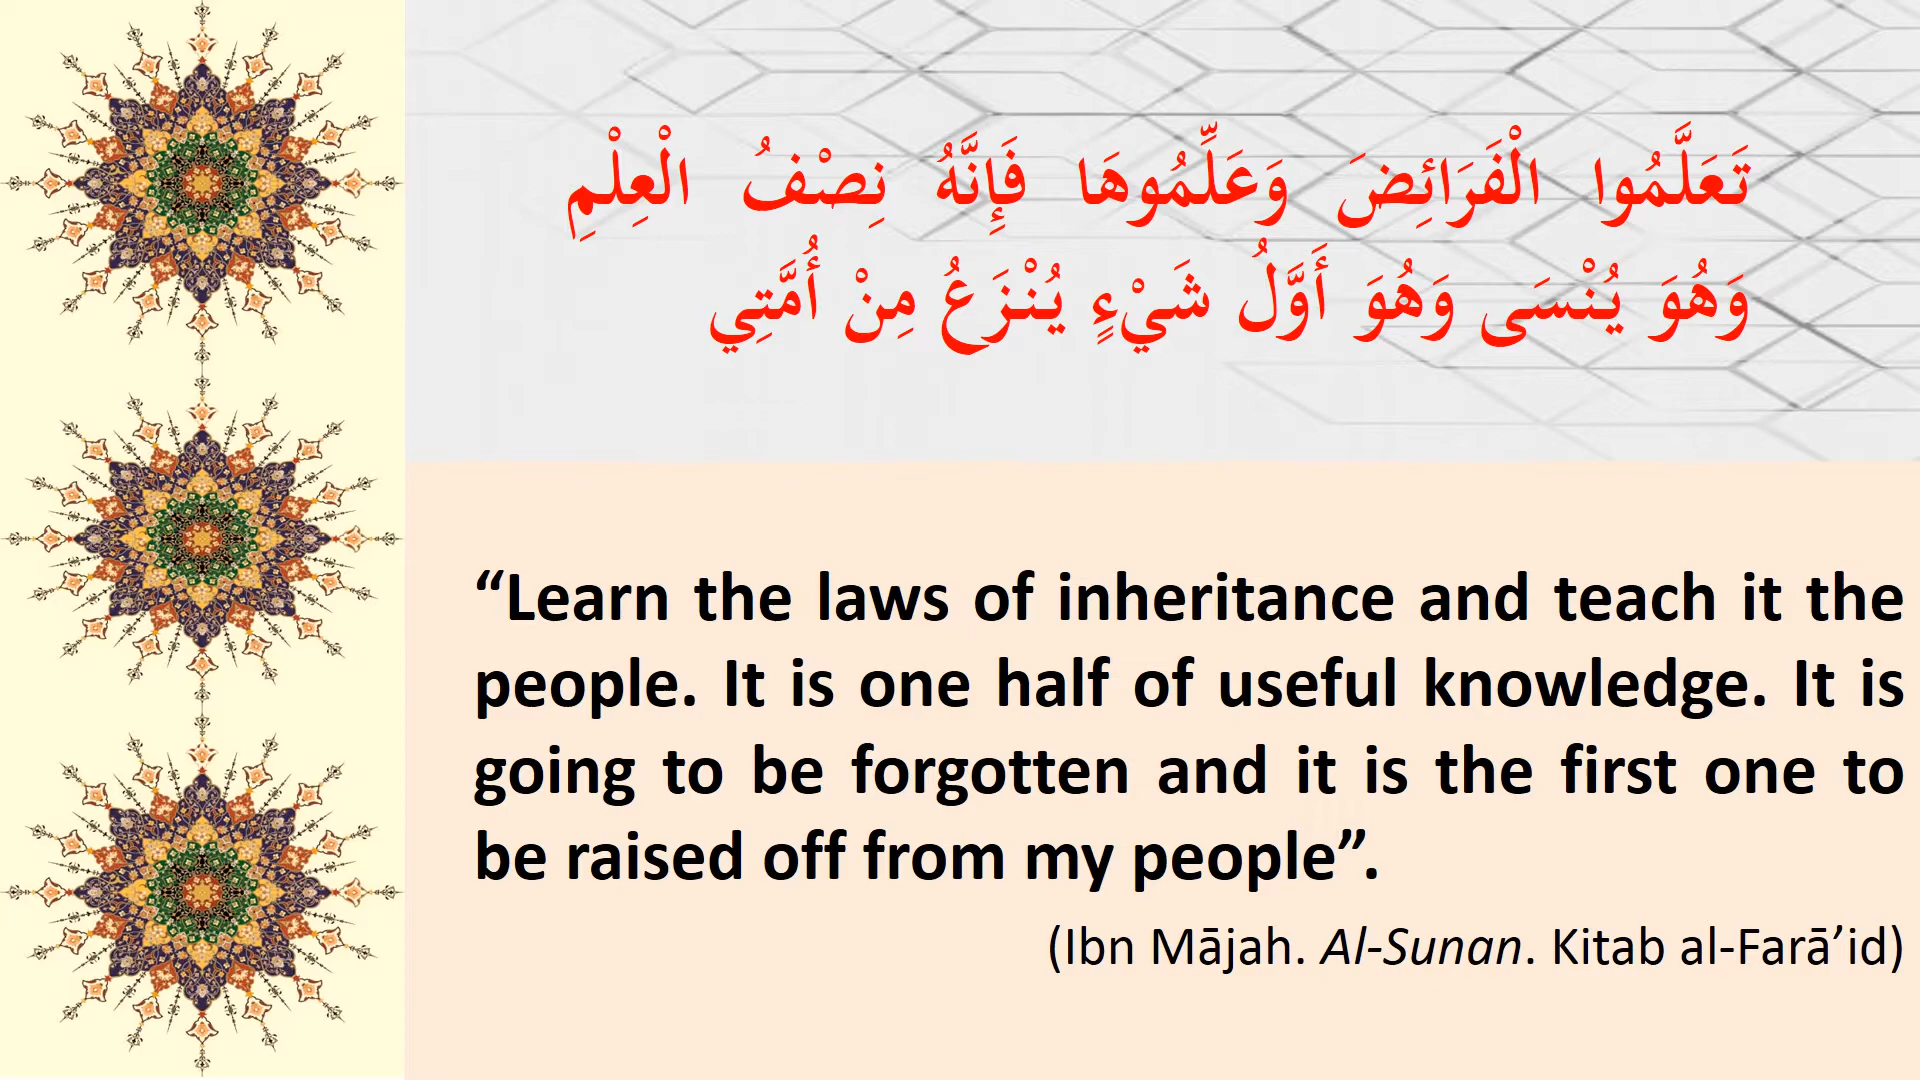 تَعَلَّمُوا الْفَرَائِضَ وَعَلِّمُوهَا فَإِنَّهُ نِصْفُ الْعِلْمِ
وَهُوَ يُنْسَى وَهُوَ أَوَّلُ شَيْءٍ يُنْزَعُ مِنْ أُمَّتِي
“Learn the laws of inheritance and teach it the
people. It is one half of useful knowledge. It is
going to be forgotten and it is the first one to
be raised off from my people”.
(Ibn Mājah. Al-Sunan. Kitab al-Farā’id)